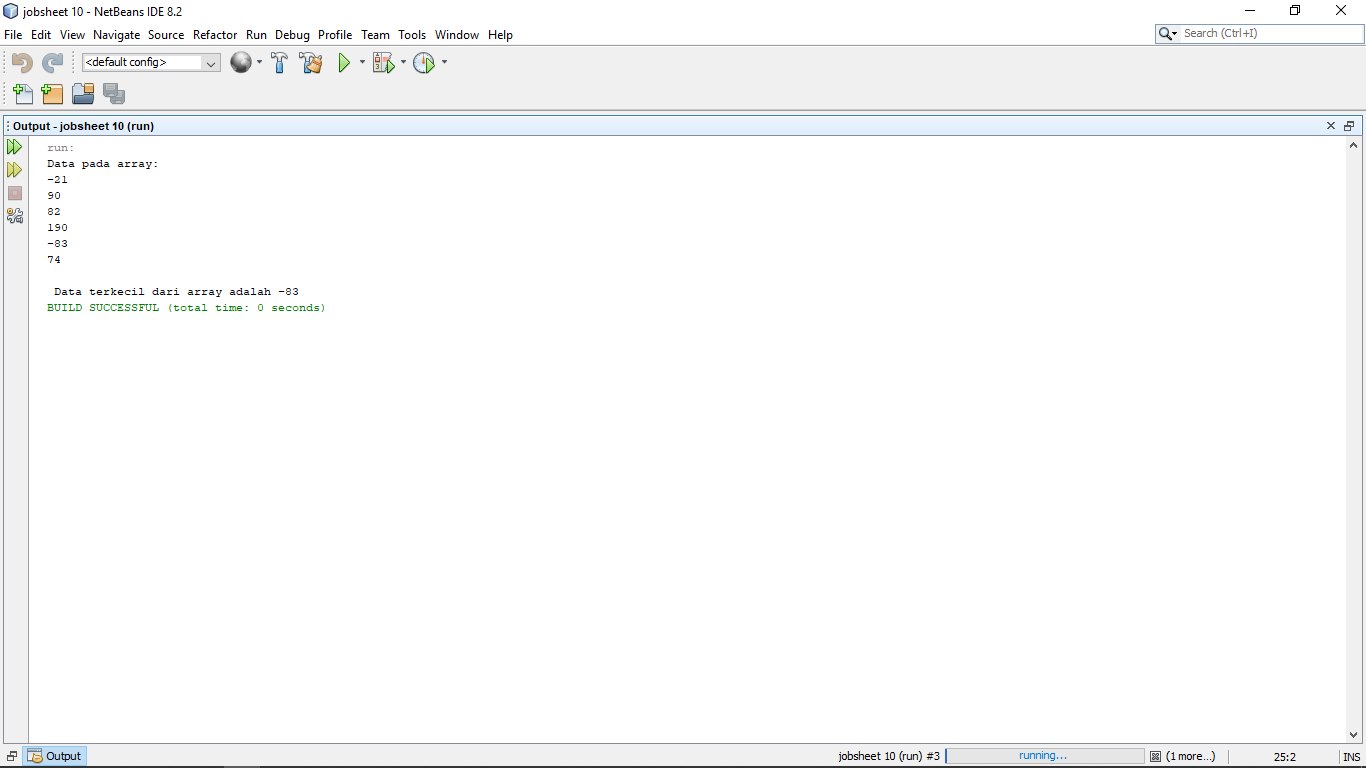 jobsheet 10 - NetBeans IDE 8.2
File Edit View Navigate Source Refactor Run Debug Profile Team Tools Window Help
Search (Ctrl+I)
<default config>
Output - jobsheet 10 (run)
run:
Data pada array:
-21
90
82
190
-83
74
Data terkecil dari array adalah -83
BUILD SUCCESSFUL (total time: 0 seconds)
Output
jobsheet 10 (run) #3
running...
(1 more...)
25:2
INS